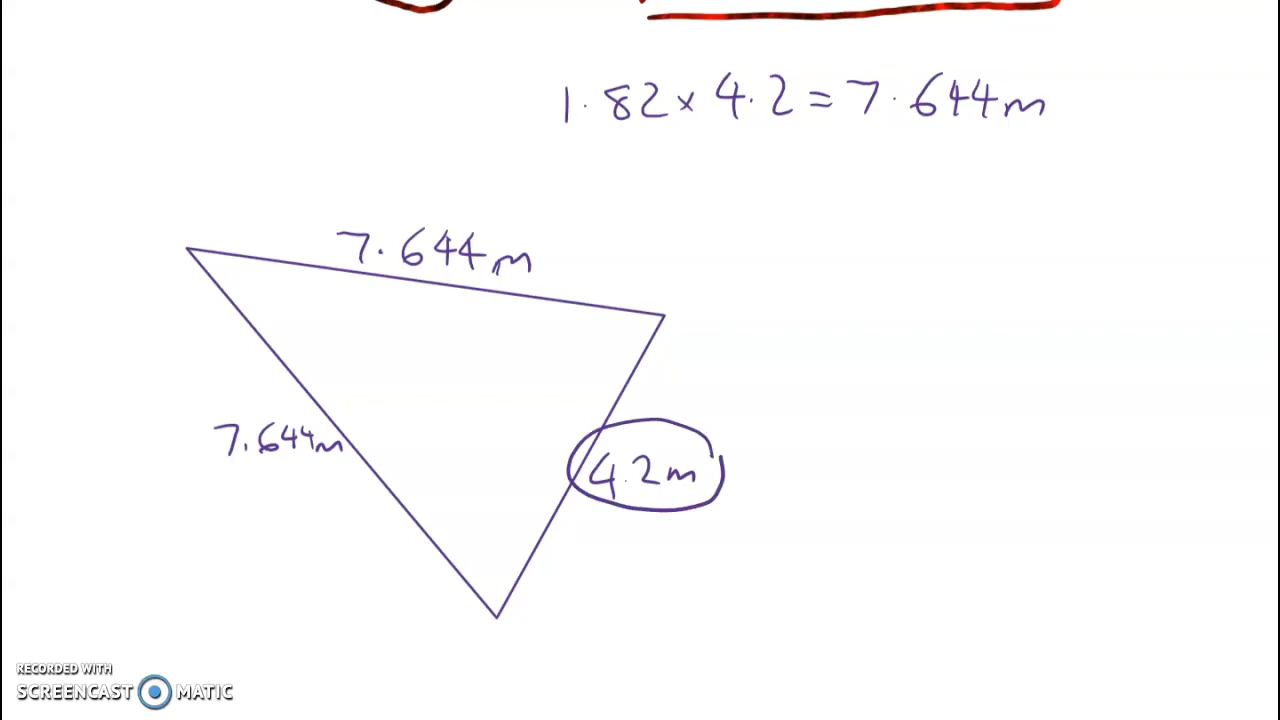 1.82 × 4.2 = 7.644m
7.644m
7.644m
4.2m
RECORDED WITH
SCREENCAST MATIC